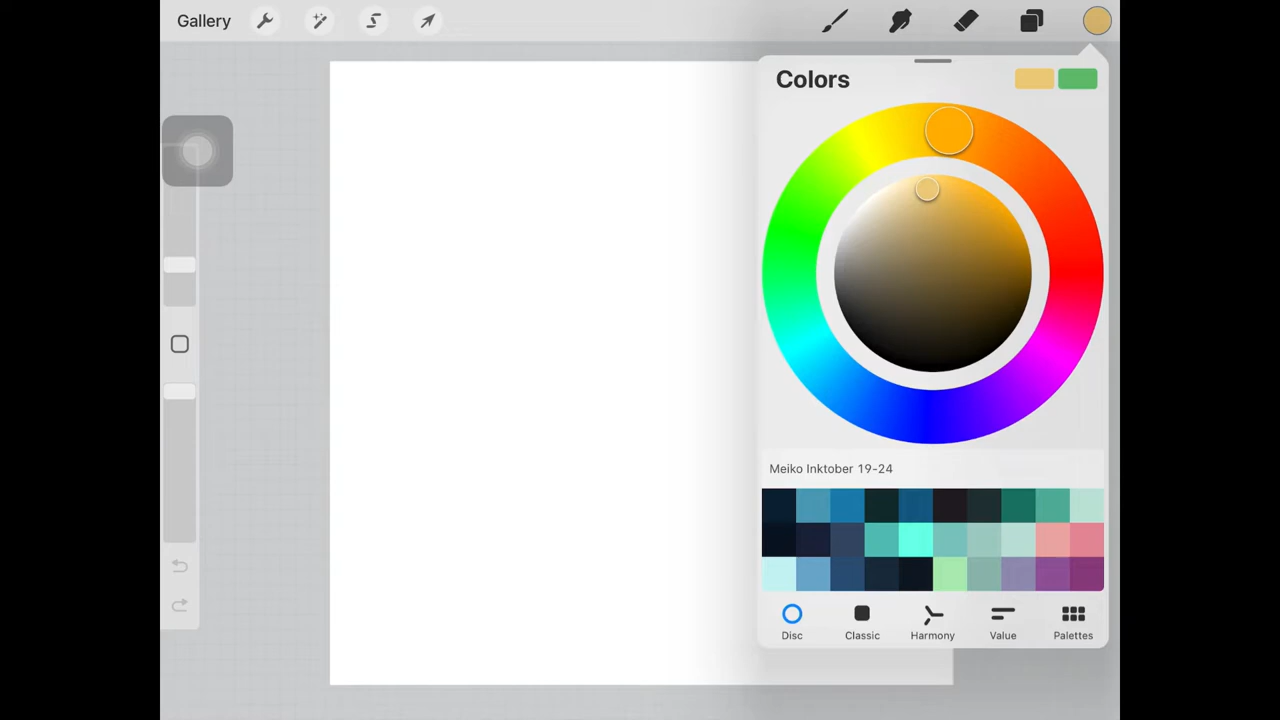 Gallery
Colors
Meiko Inktober 19-24
Disc
Classic
Harmony
Value
Palettes